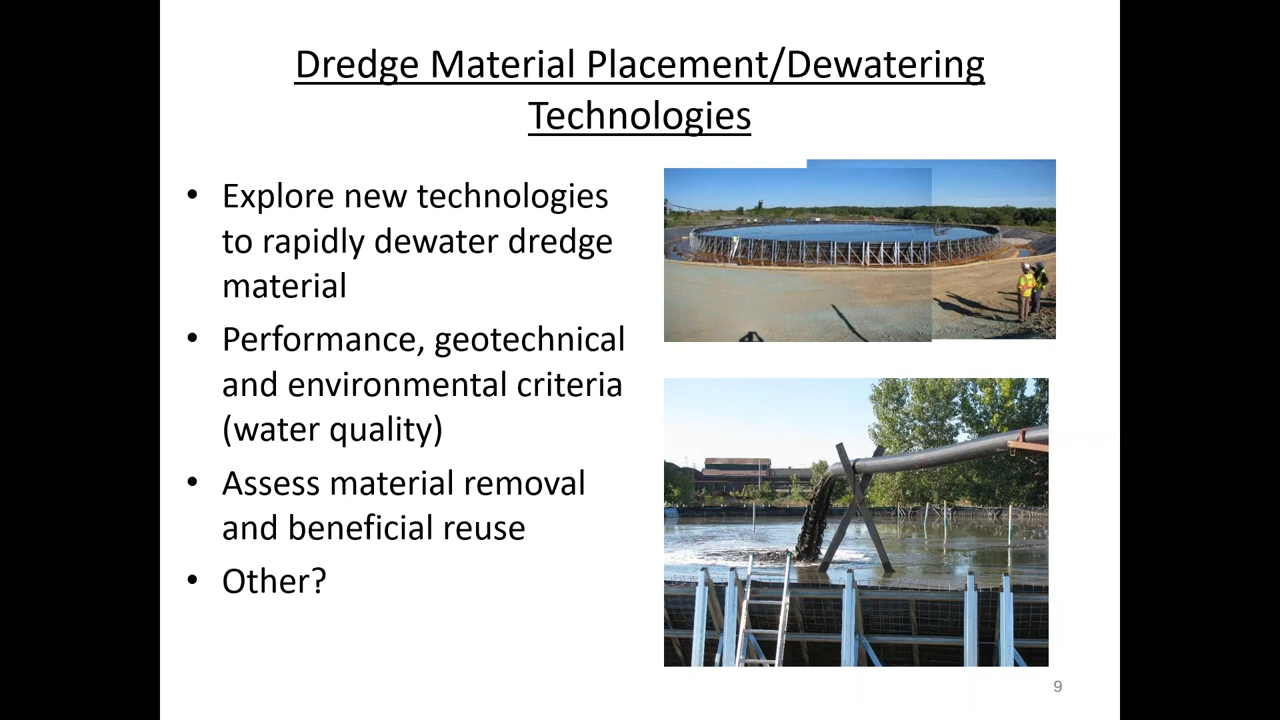 Dredge Material Placement/Dewatering
Technologies
• Explore new technologies
to rapidly dewater dredge
material
• Performance, geotechnical
and environmental criteria
(water quality)
• Assess material removal
and beneficial reuse
• Other?
9